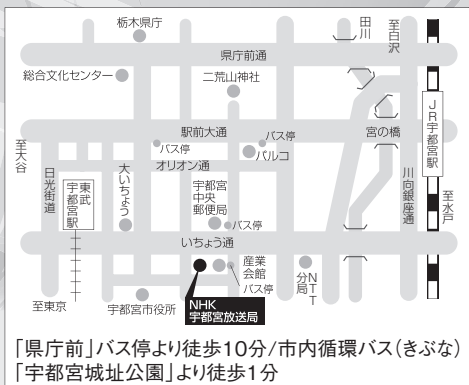 栃木県庁
田川
至白沢
県庁前通
総合文化センター
二荒山神社
JR宇都宮駅
駅前大通
宮の橋
バス停
バス停
パルコ
至大谷
オリオン通
日光街道
東武
宇都宮駅
大いちょう
宇都宮
中央
郵便局
バス停
川向銀座通
至水戸
いちょう通
産業
会館
バス停
NTT
分局
至東京
宇都宮市役所
NHK
宇都宮放送局
「県庁前」バス停より徒歩10分/市内循環バス(きぶな)
「宇都宮城址公園」より徒歩1分